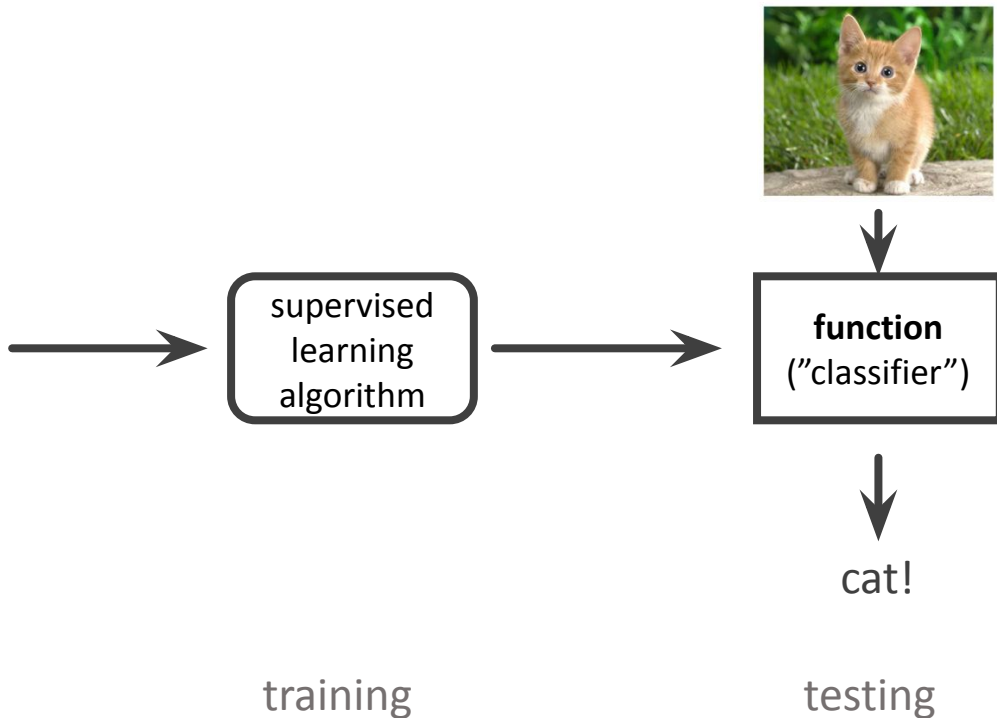 supervised
learning
algorithm
function
(”classifier”)
cat!
training
testing